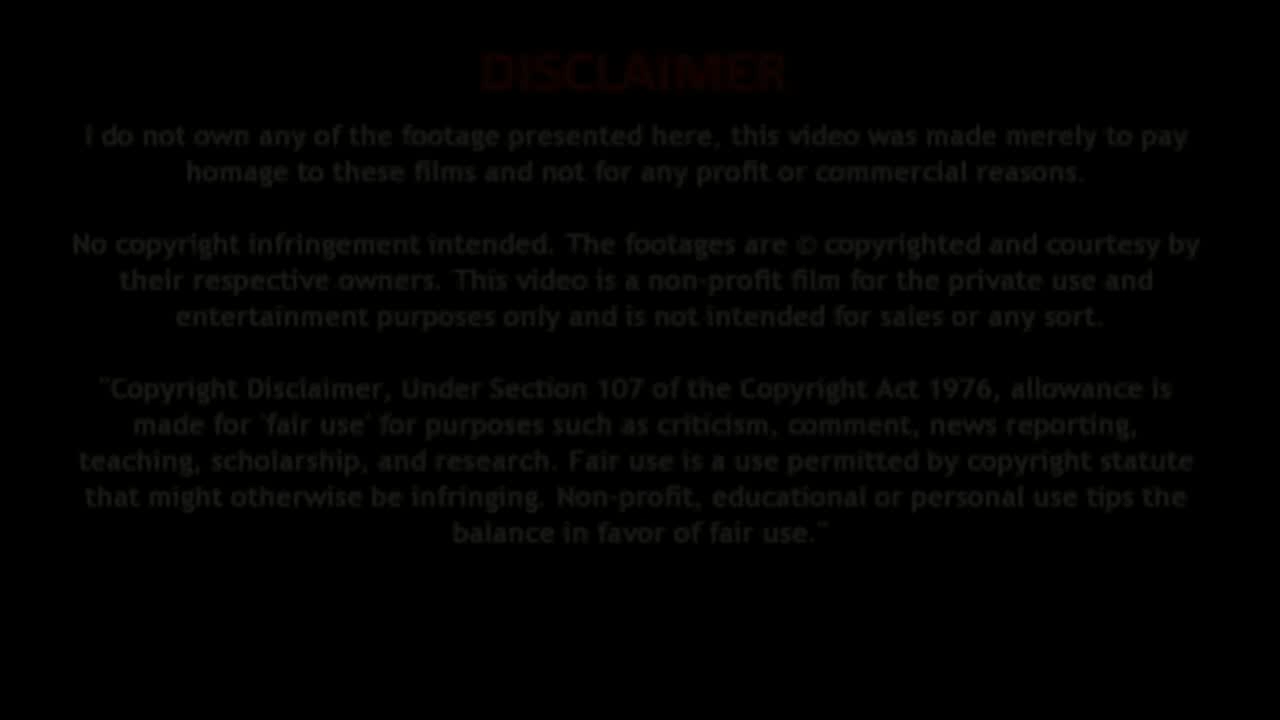 DISCLAIMER
I do not own any of the footage presented here, this video was made merely to pay
homage to these films and not for any profit or commercial reasons.
No copyright infringement intended. The footages are © copyrighted and courtesy by
their respective owners. This video is a non-profit film for the private use and
entertainment purposes only and is not intended for sales or any sort.
"Copyright Disclaimer, Under Section 107 of the Copyright Act 1976, allowance is
made for 'fair use' for purposes such as criticism, comment, news reporting,
teaching, scholarship, and research. Fair use is a use permitted by copyright statute
that might otherwise be infringing. Non-profit, educational or personal use tips the
balance in favor of fair use."